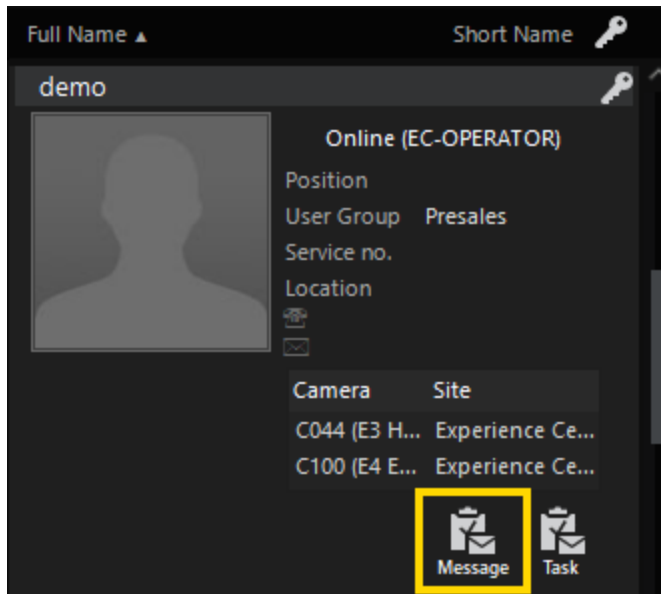 Full Name ▲ Short Name
demo
Online (EC-OPERATOR)
Position
User Group Presales
Service no.
Location
Camera Site
C044 (E3 H... Experience Ce...
C100 (E4 E... Experience Ce...
Message Task